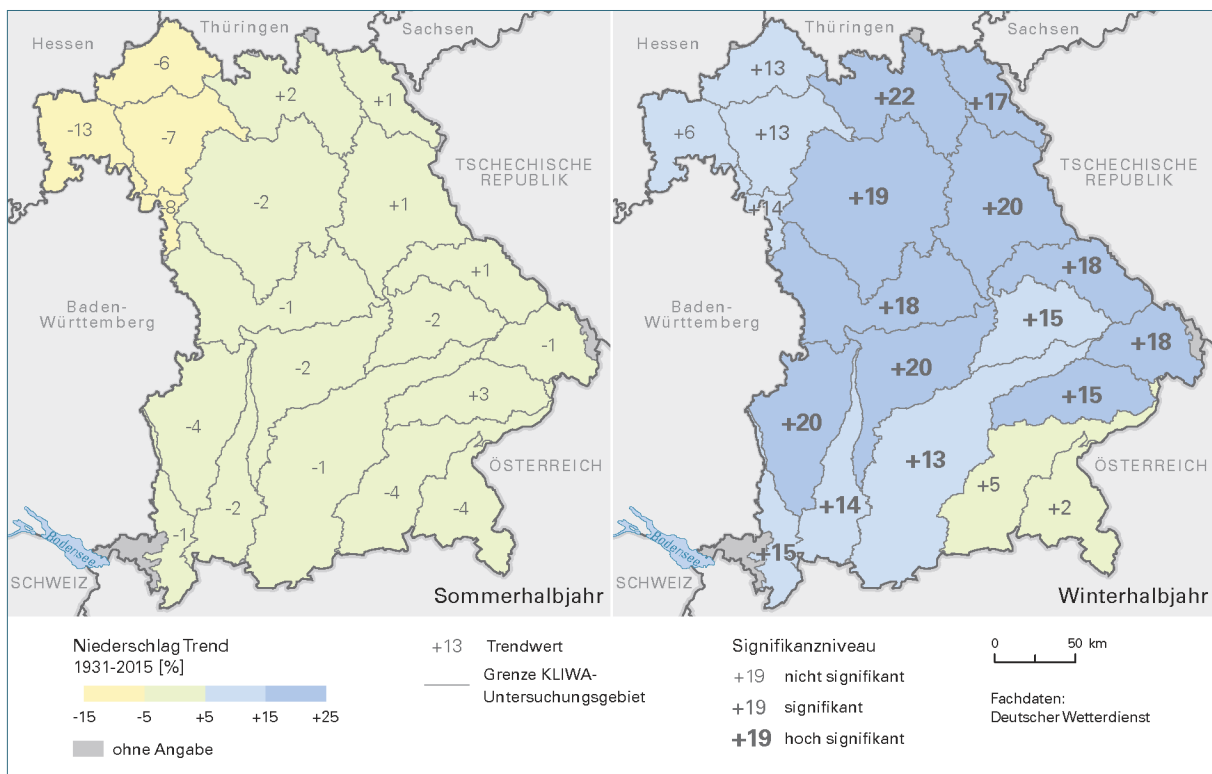 Hessen
Thüringen
Sachsen
-6
+2
+1
-13
-7
TSCHECHISCHE
REPUBLIK
-8
-2
+1
+1
Baden-
Württemberg
-1
-2
-1
-2
+3
-4
-1
ÖSTERREICH
-4
-4
-2
-1
Bodensee
SCHWEIZ
Sommerhalbjahr
Hessen
Thüringen
Sachsen
+13
+22
+17
+6
+13
TSCHECHISCHE
REPUBLIK
+14
+19
+20
+18
Baden-
Württemberg
+18
+15
+18
+20
+15
+20
+13
ÖSTERREICH
+5
+2
+14
+15
Bodensee
SCHWEIZ
Winterhalbjahr
Niederschlag Trend
1931-2015 [%]
-15 -5 +5 +15 +25
ohne Angabe
+13 Trendwert
Grenze KLIWA-
Untersuchungsgebiet
Signifikanzniveau
+19 nicht signifikant
+19 signifikant
+19 hoch signifikant
0 50 km
Fachdaten:
Deutscher Wetterdienst